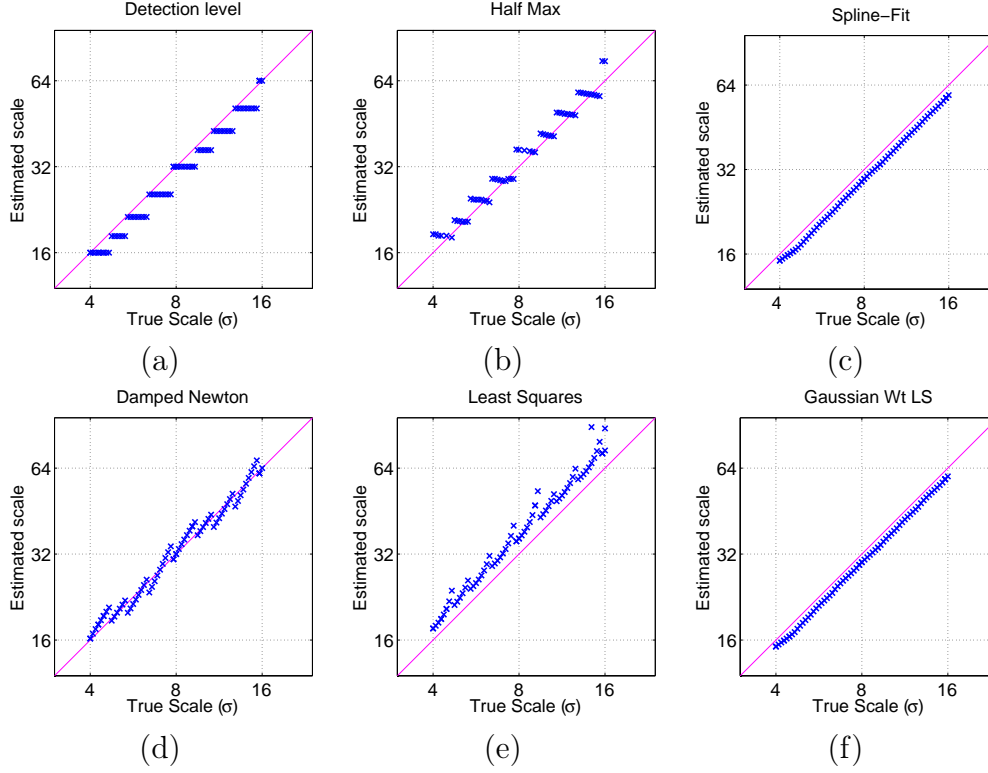 Detection level
64
32
16
Estimated scale
4 8 16
True Scale (σ)
(a)
Half Max
64
32
16
Estimated scale
4 8 16
True Scale (σ)
(b)
Spline−Fit
64
32
16
Estimated scale
4 8 16
True Scale (σ)
(c)
Damped Newton
64
32
16
Estimated scale
4 8 16
True Scale (σ)
(d)
Least Squares
64
32
16
Estimated scale
4 8 16
True Scale (σ)
(e)
Gaussian Wt LS
64
32
16
Estimated scale
4 8 16
True Scale (σ)
(f)